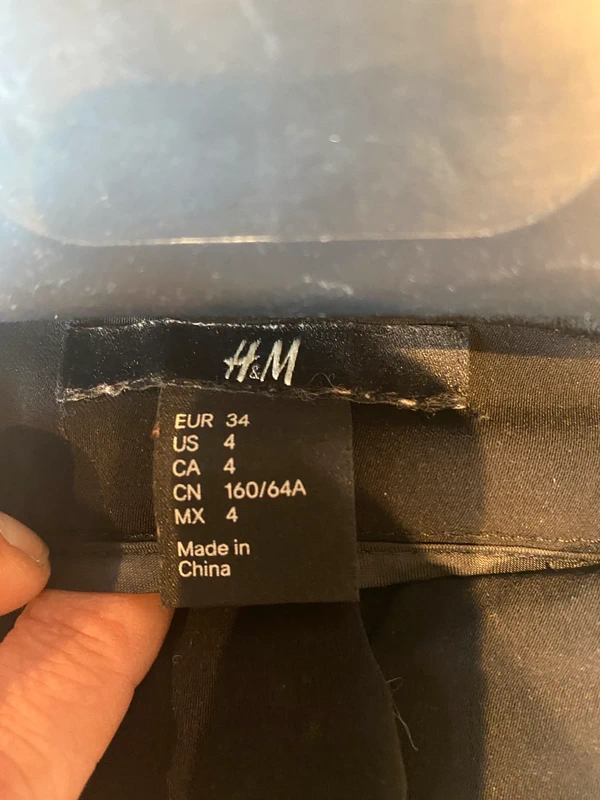 H&M
EUR 34
US 4
CA 4
CN 160/64A
MX 4
Made in
China